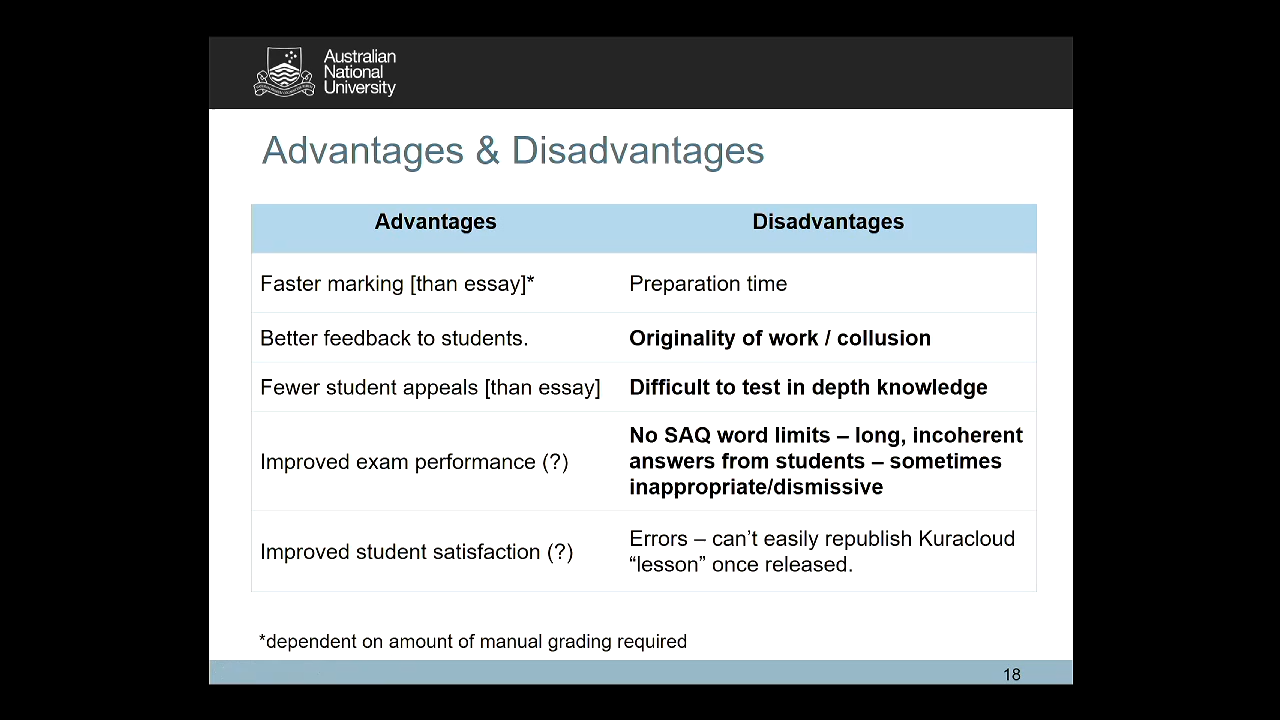 Australian
National
University
Advantages & Disadvantages
Advantages
Disadvantages
Faster marking [than essay]*
Preparation time
Better feedback to students.
Originality of work / collusion
Fewer student appeals [than essay]
Difficult to test in depth knowledge
Improved exam performance (?)
No SAQ word limits – long, incoherent
answers from students – sometimes
inappropriate/dismissive
Improved student satisfaction (?)
Errors – can’t easily republish Kuracloud
“lesson” once released.
*dependent on amount of manual grading required
18